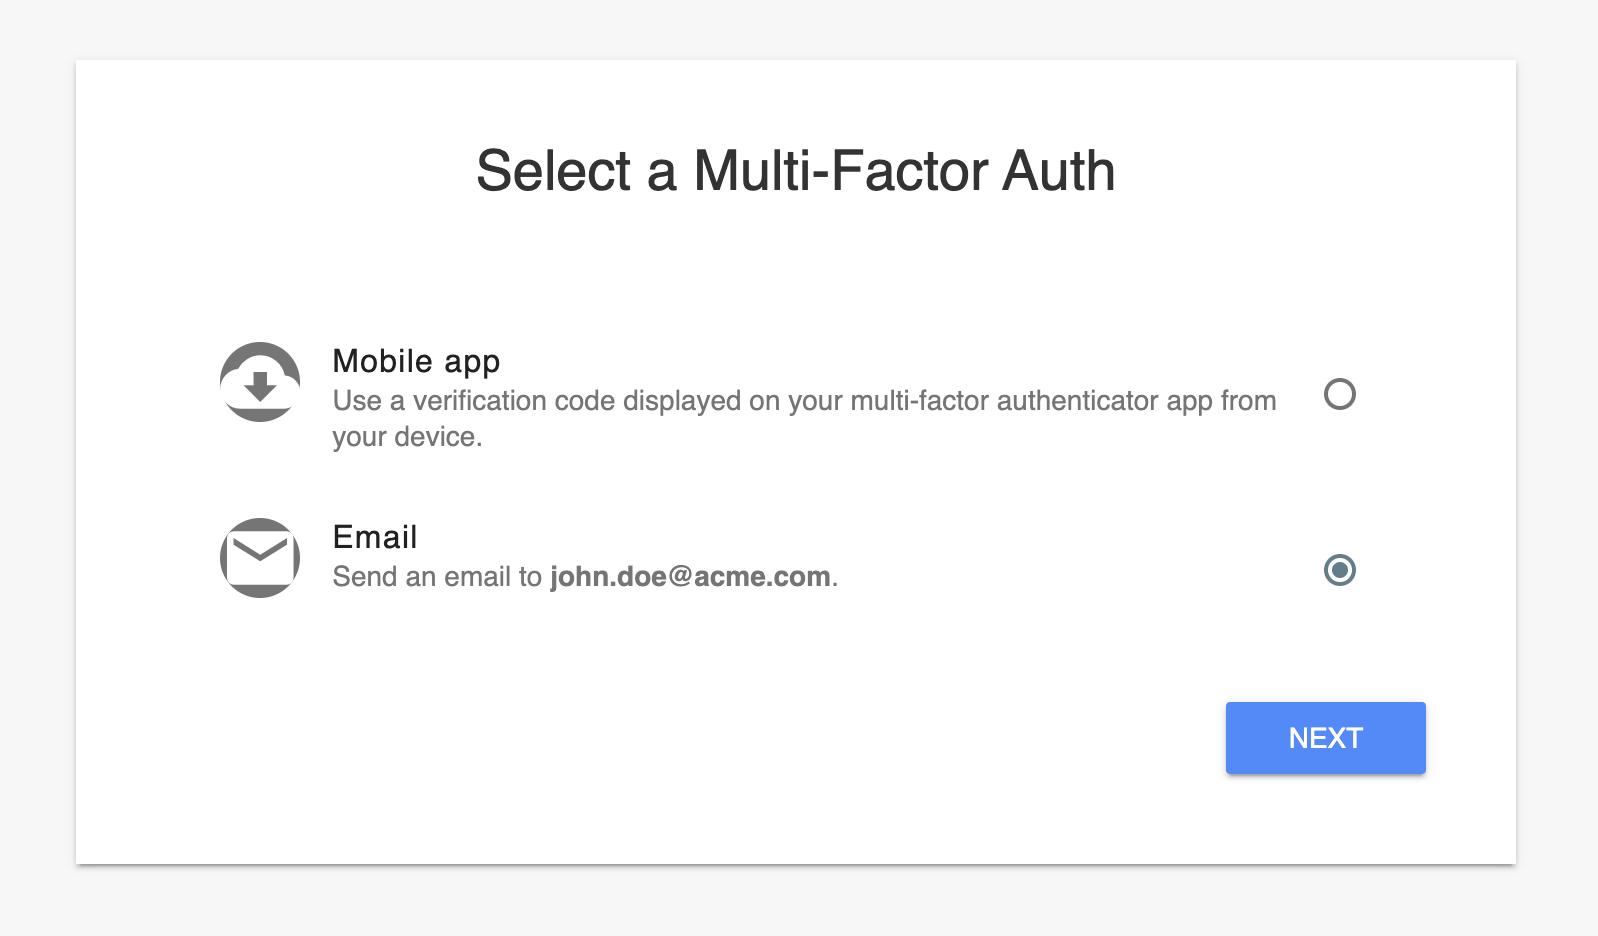 Select a Multi-Factor Auth
Mobile app
Use a verification code displayed on your multi-factor authenticator app from
your device.
Email
Send an email to john.doe@acme.com.
NEXT